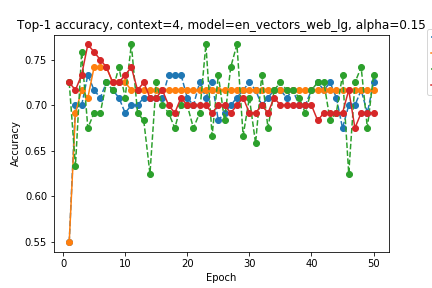 Top-1 accuracy, context=4, model=en_vectors_web_lg, alpha=0.15
0.75
0.70
0.65
0.60
0.55
Accuracy
0 10 20 30 40 50
Epoch